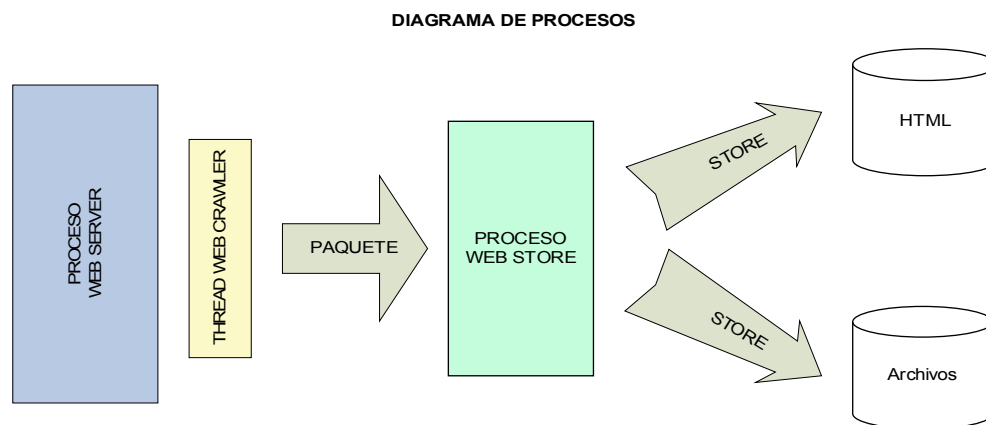 DIAGRAMA DE PROCESOS
PROCESO
WEB SERVER
THREAD WEB CRAWLER
PAQUETE
PROCESO
WEB STORE
STORE
HTML
STORE
Archivos